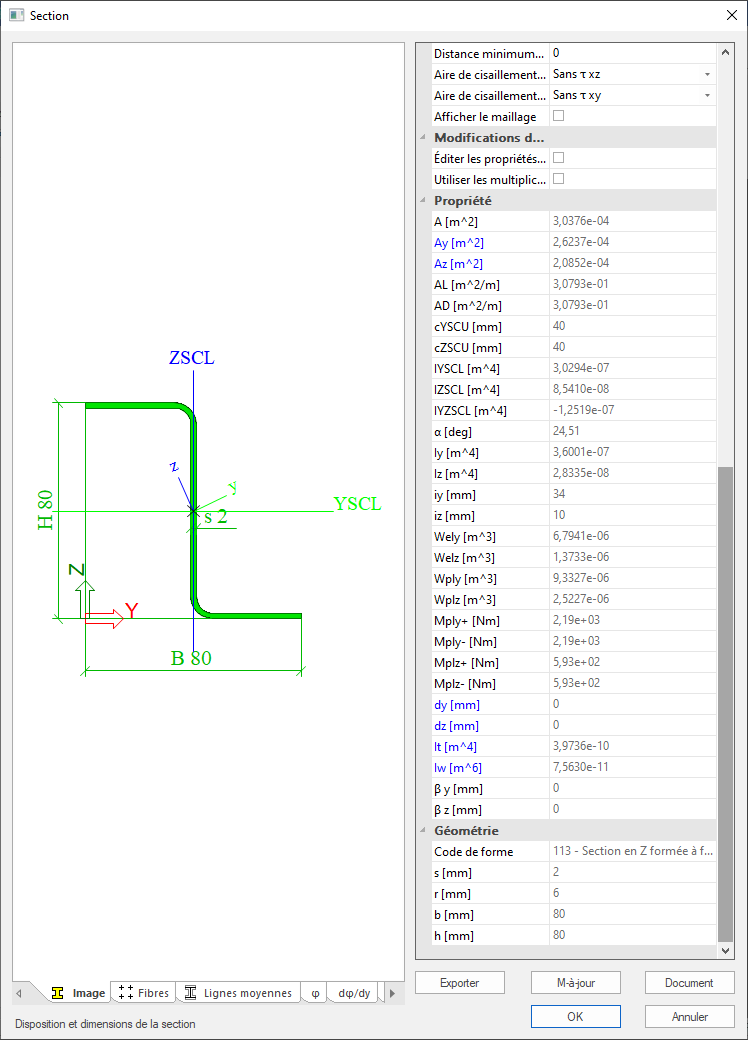 Section
ZSCL
z
y
YSCL
s 2
H 80
Z
Y
B 80
Image
Fibres
Lignes moyennes
φ
dφ/dy
Disposition et dimensions de la section
Distance minimum... 0
Aire de cisaillement... Sans τ xz
Aire de cisaillement... Sans τ xy
Afficher le maillage
Modifications d...
Éditer les propriétés...
Utiliser les multiplic...
Propriété
A [m^2] 3,0376e-04
Ay [m^2] 2,6237e-04
Az [m^2] 2,0852e-04
AL [m^2/m] 3,0793e-01
AD [m^2/m] 3,0793e-01
cYSCU [mm] 40
cZSCU [mm] 40
IYSCL [m^4] 3,0294e-07
IZSCL [m^4] 8,5410e-08
IYZSCL [m^4] -1,2519e-07
α [deg] 24,51
Iy [m^4] 3,6001e-07
Iz [m^4] 2,8335e-08
iy [mm] 34
iz [mm] 10
Wely [m^3] 6,7941e-06
Welz [m^3] 1,3733e-06
Wply [m^3] 9,3327e-06
Wplz [m^3] 2,5227e-06
Mply+ [Nm] 2,19e+03
Mply- [Nm] 2,19e+03
Mplz+ [Nm] 5,93e+02
Mplz- [Nm] 5,93e+02
dy [mm] 0
dz [mm] 0
It [m^4] 3,9736e-10
Iw [m^6] 7,5630e-11
β y [mm] 0
β z [mm] 0
Géométrie
Code de forme 113 - Section en Z formée à f...
s [mm] 2
r [mm] 6
b [mm] 80
h [mm] 80
Exporter
M-à-jour
Document
OK
Annuler